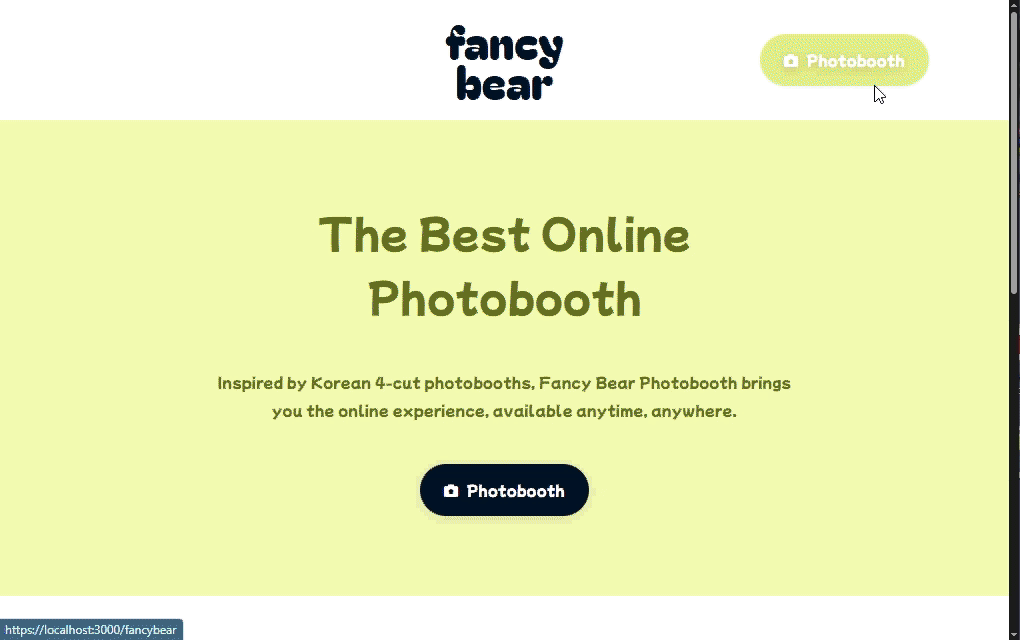 fancy
bear
Photobooth
The Best Online
Photobooth
Inspired by Korean 4-cut photobooths, Fancy Bear Photobooth brings
you the online experience, available anytime, anywhere.
Photobooth
https://localhost:3000/fancybear